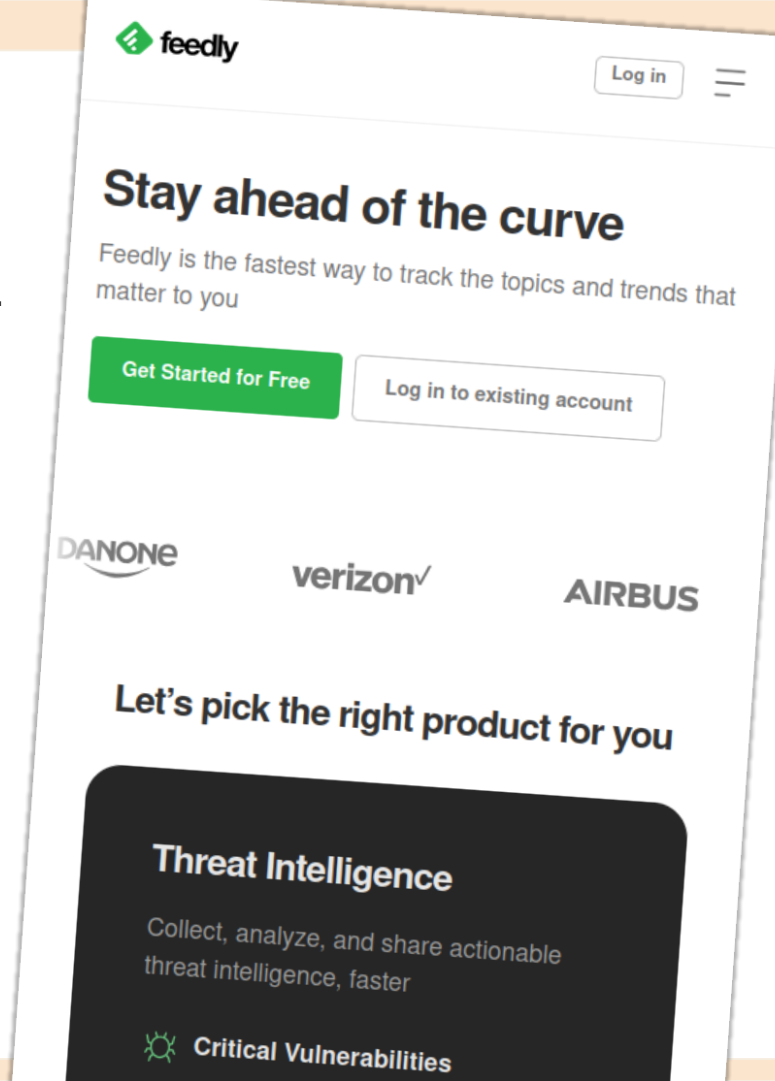 feedly
Log in
Stay ahead of the curve
Feedly is the fastest way to track the topics and trends that
matter to you
Get Started for Free
Log in to existing account
DANONE
verizon✓
AIRBUS
Let’s pick the right product for you
Threat Intelligence
Collect, analyze, and share actionable
threat intelligence, faster
Critical Vulnerabilities